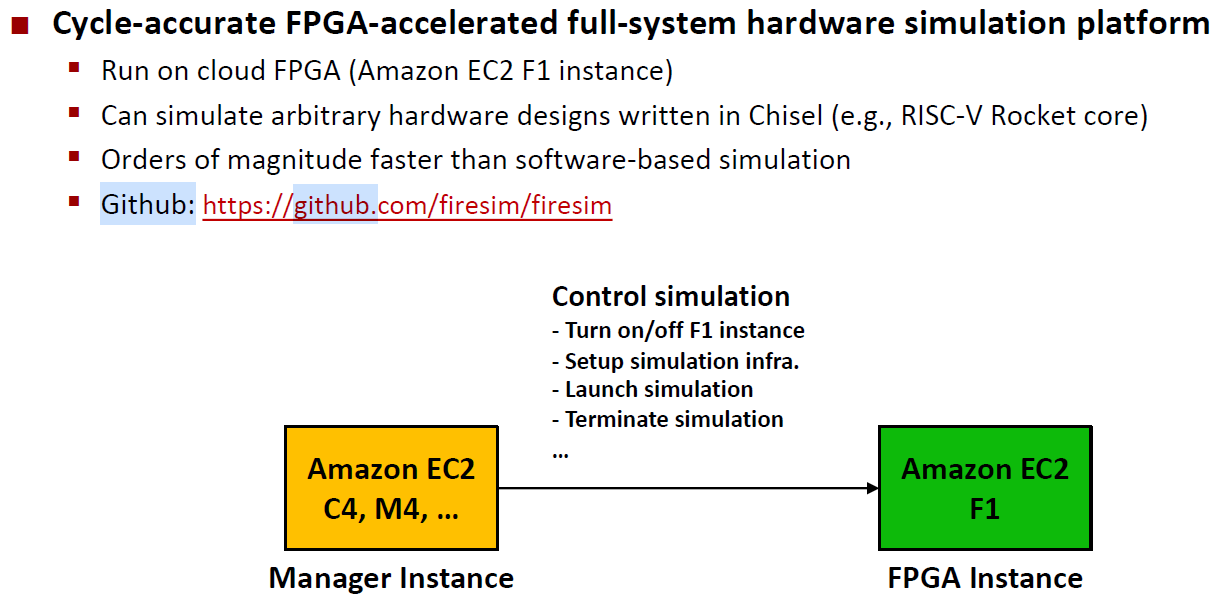 Cycle-accurate FPGA-accelerated full-system hardware simulation platform
Run on cloud FPGA (Amazon EC2 F1 instance)
Can simulate arbitrary hardware designs written in Chisel (e.g., RISC-V Rocket core)
Orders of magnitude faster than software-based simulation
Github: https://github.com/firesim/firesim
Control simulation
- Turn on/off F1 instance
- Setup simulation infra.
- Launch simulation
- Terminate simulation
...
Amazon EC2
C4, M4, ...
Manager Instance
Amazon EC2
F1
FPGA Instance